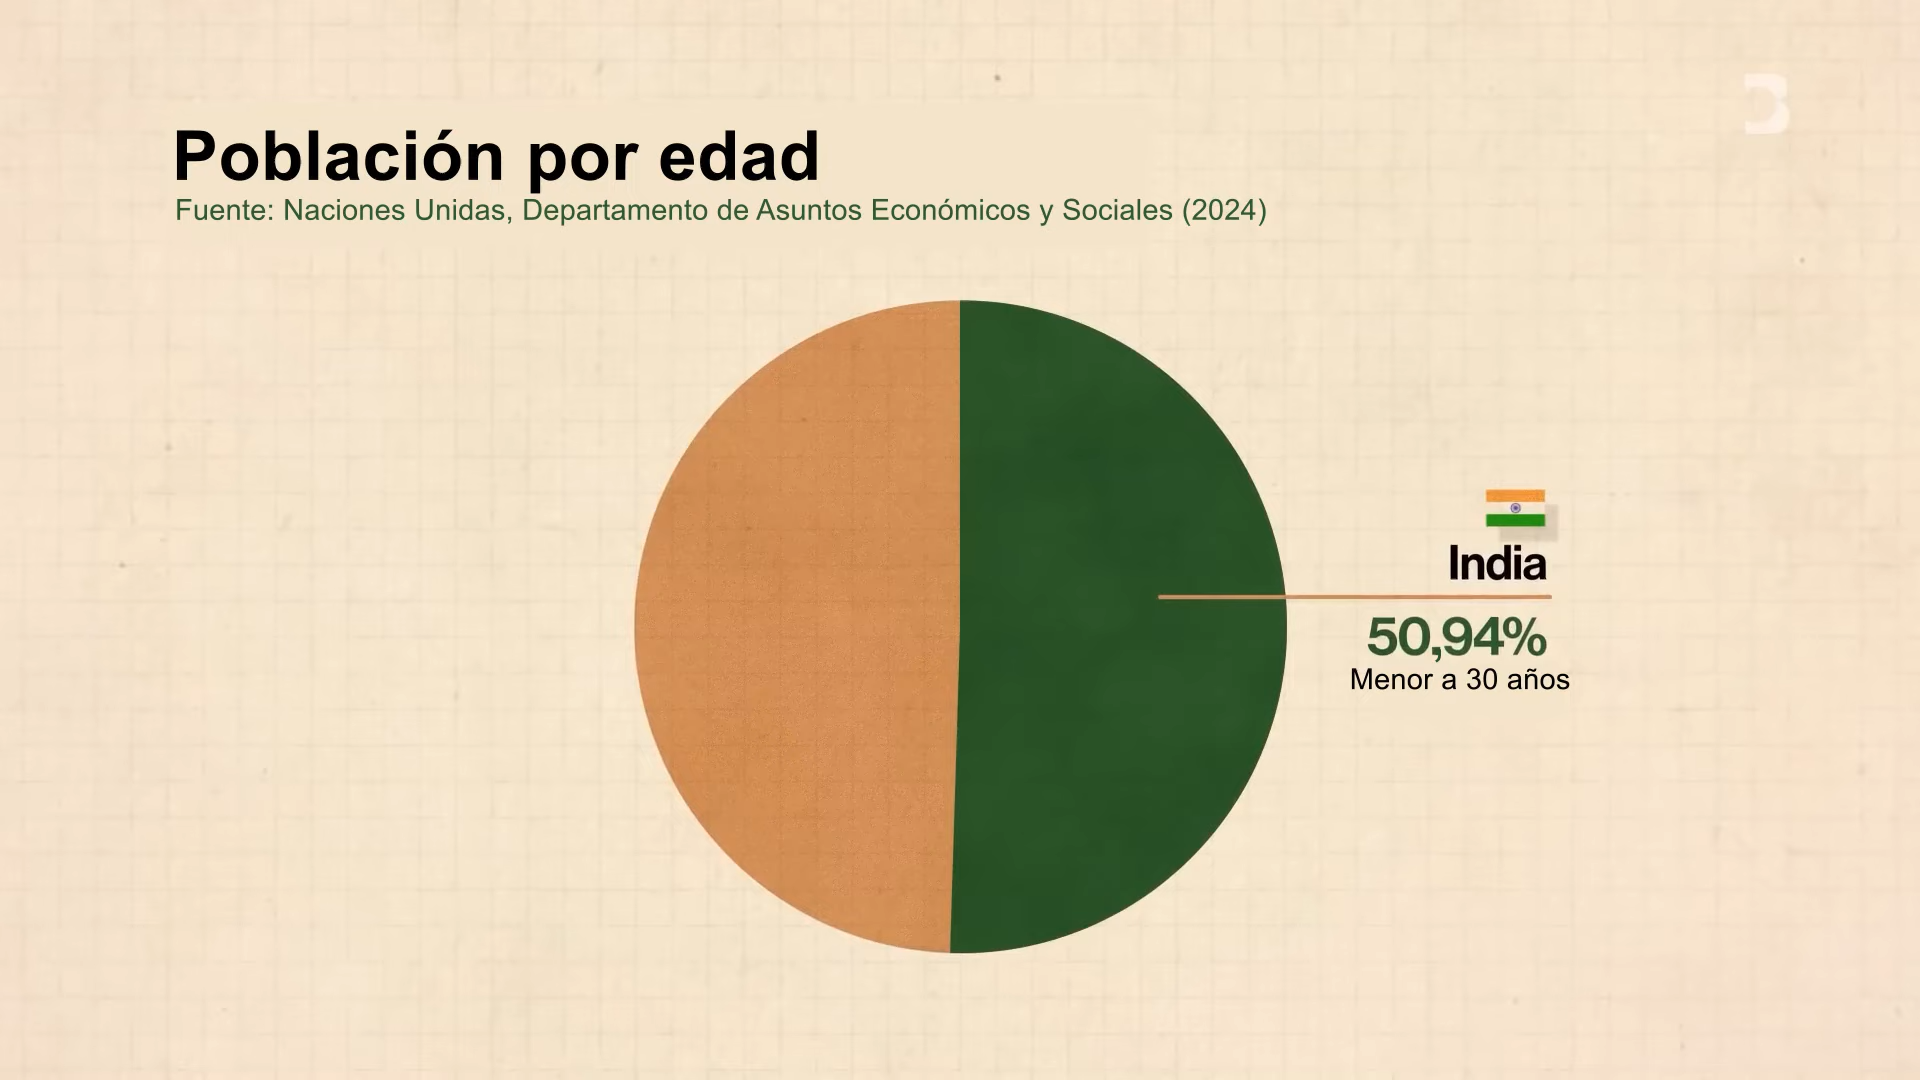 Población por edad
Fuente: Naciones Unidas, Departamento de Asuntos Económicos y Sociales (2024)
India
50,94%
Menor a 30 años